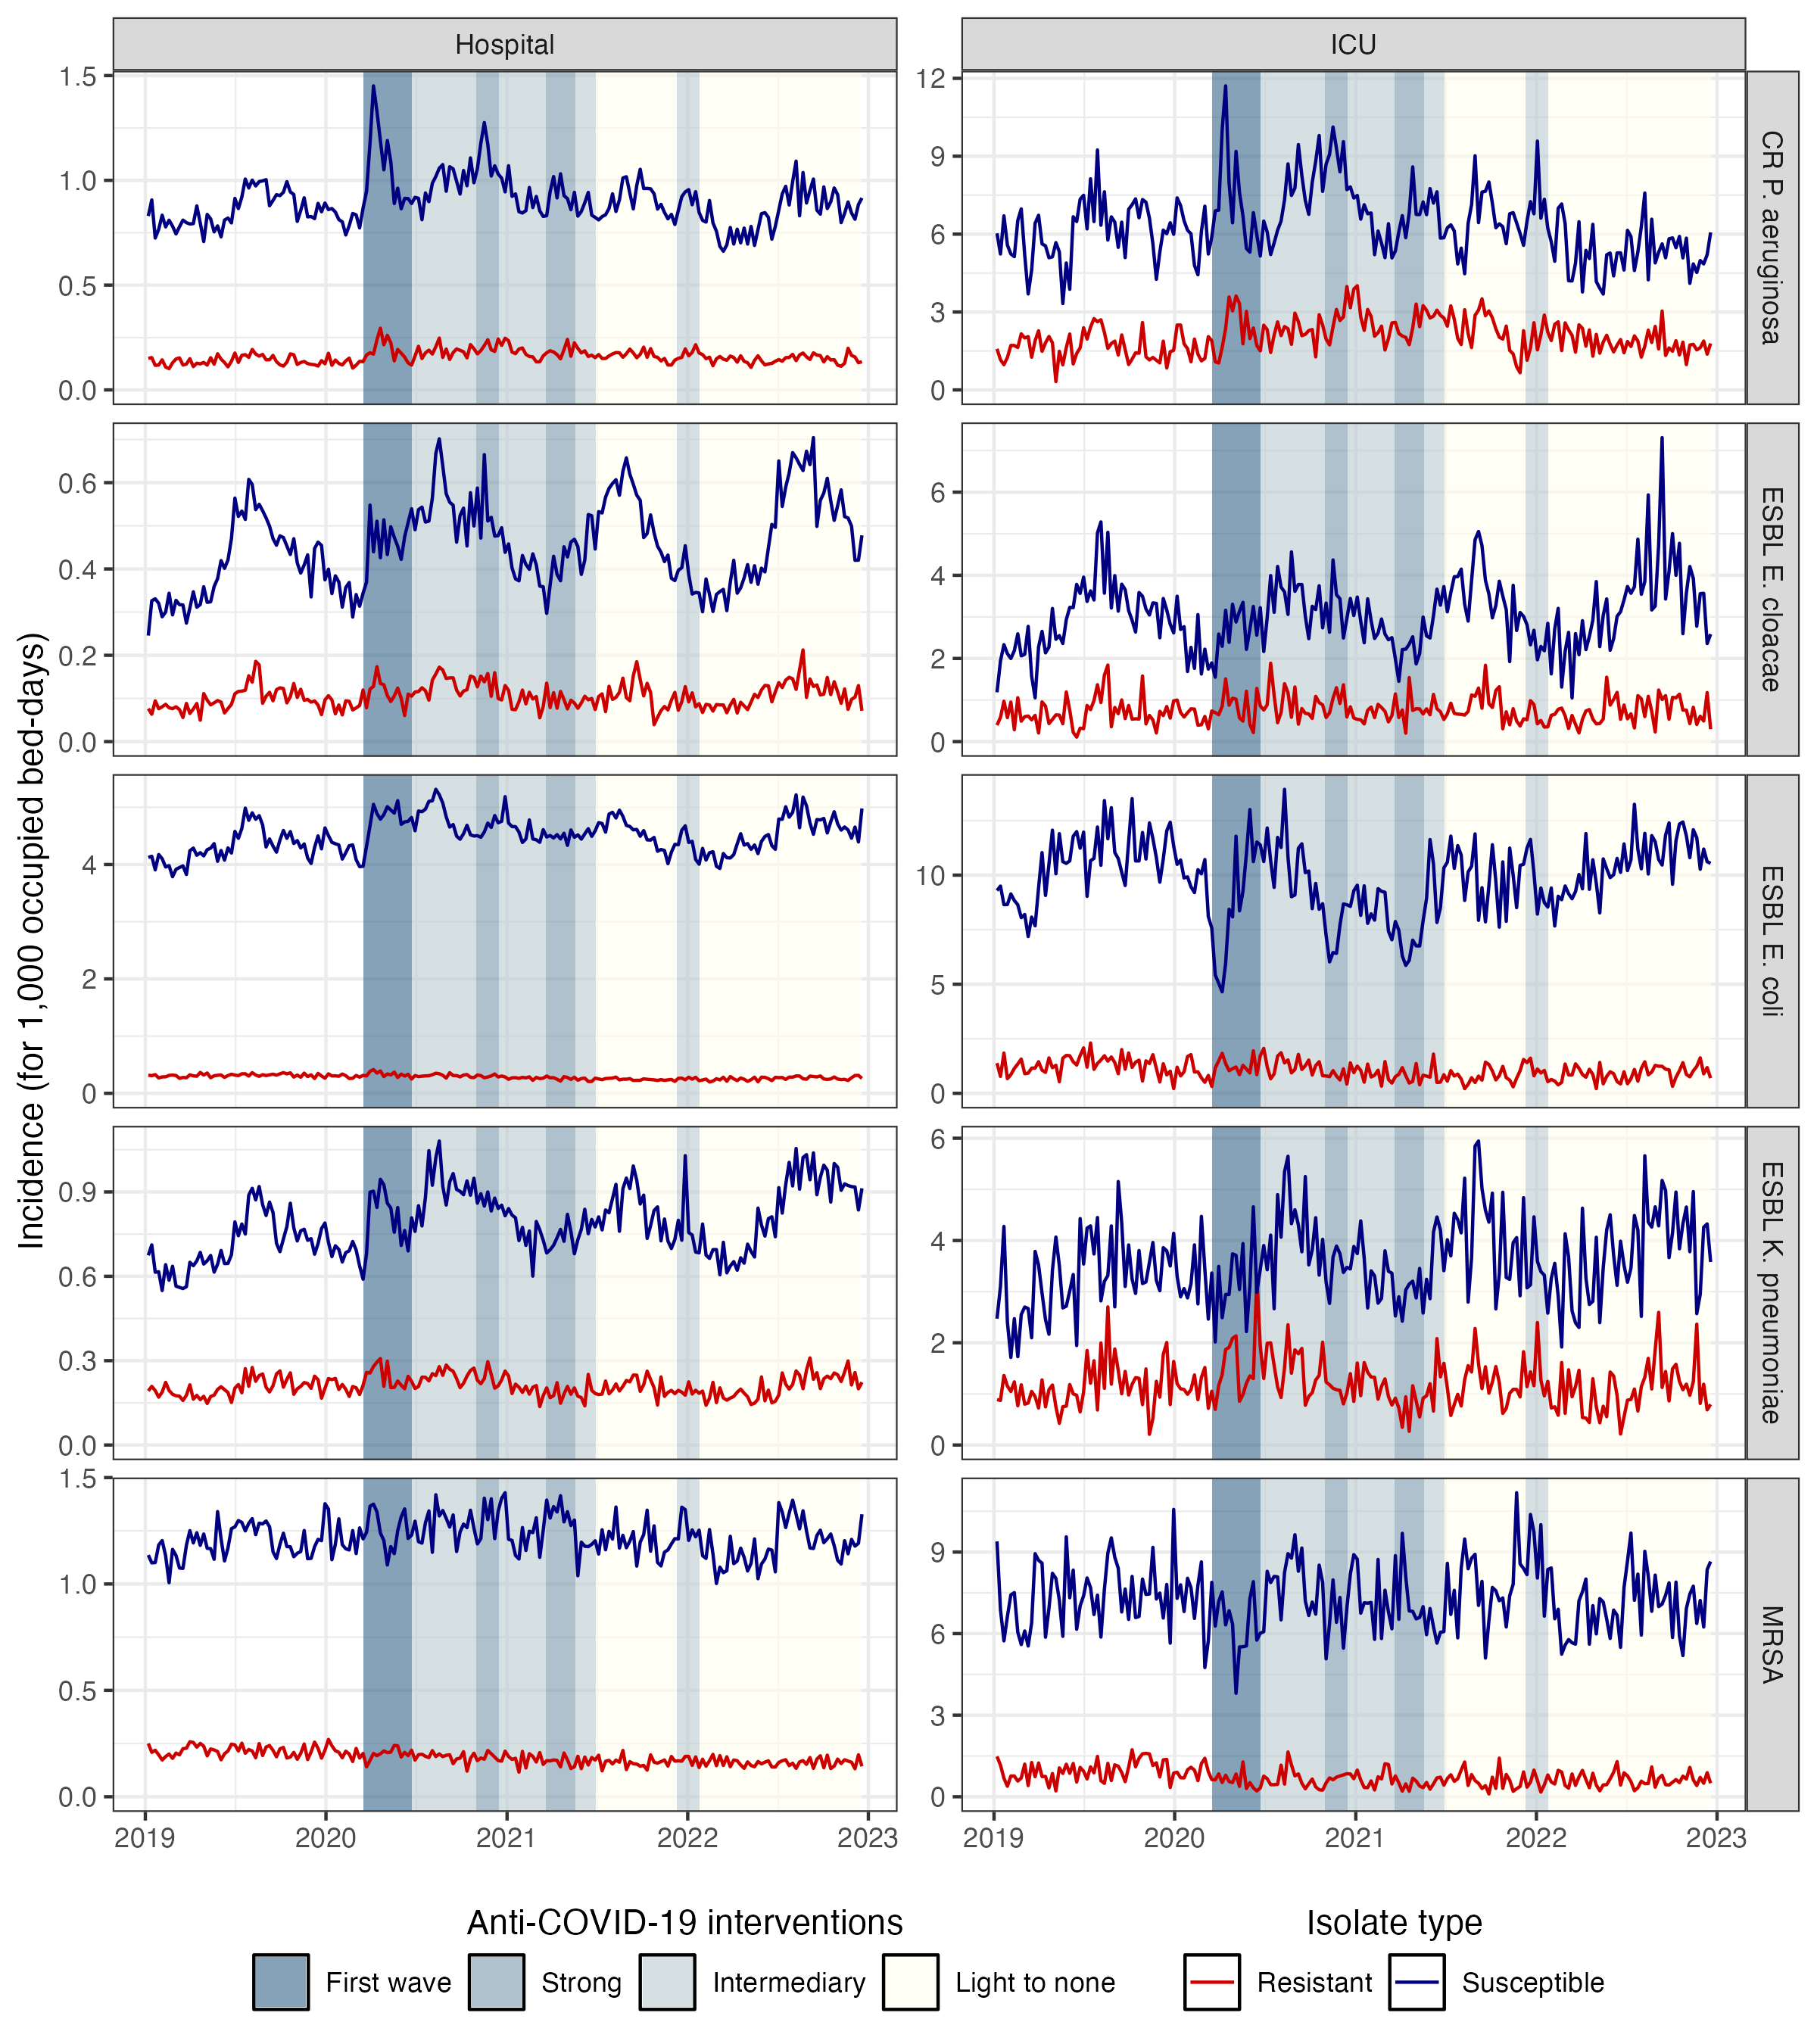 Hospital
ICU
Incidence (for 1,000 occupied bed-days)
1.5
1.0
0.5
0.0
12
9
6
3
0
CR P. aeruginosa
0.6
0.4
0.2
0.0
6
4
2
0
ESBL E. cloacae
4
2
0
10
5
0
ESBL E. coli
0.9
0.6
0.3
0.0
6
4
2
0
ESBL K. pneumoniae
1.5
1.0
0.5
0.0
9
6
3
0
MRSA
2019 2020 2021 2022 2023
2019 2020 2021 2022 2023
Anti-COVID-19 interventions
First wave Strong Intermediary Light to none
Isolate type
Resistant Susceptible